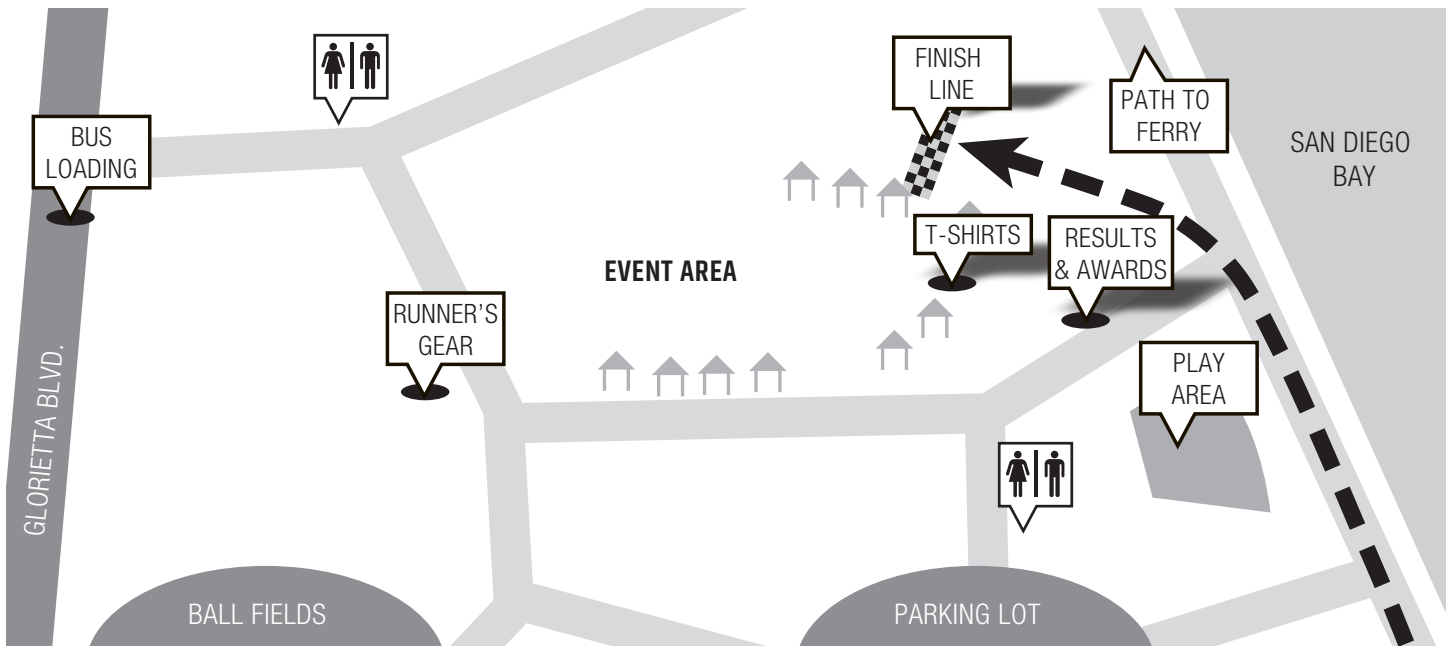 FINISH
LINE
PATH TO
FERRY
BUS
LOADING
SAN DIEGO
BAY
T-SHIRTS
RESULTS
& AWARDS
EVENT AREA
RUNNER’S
GEAR
PLAY
AREA
GLORIETTA BLVD.
BALL FIELDS
PARKING LOT